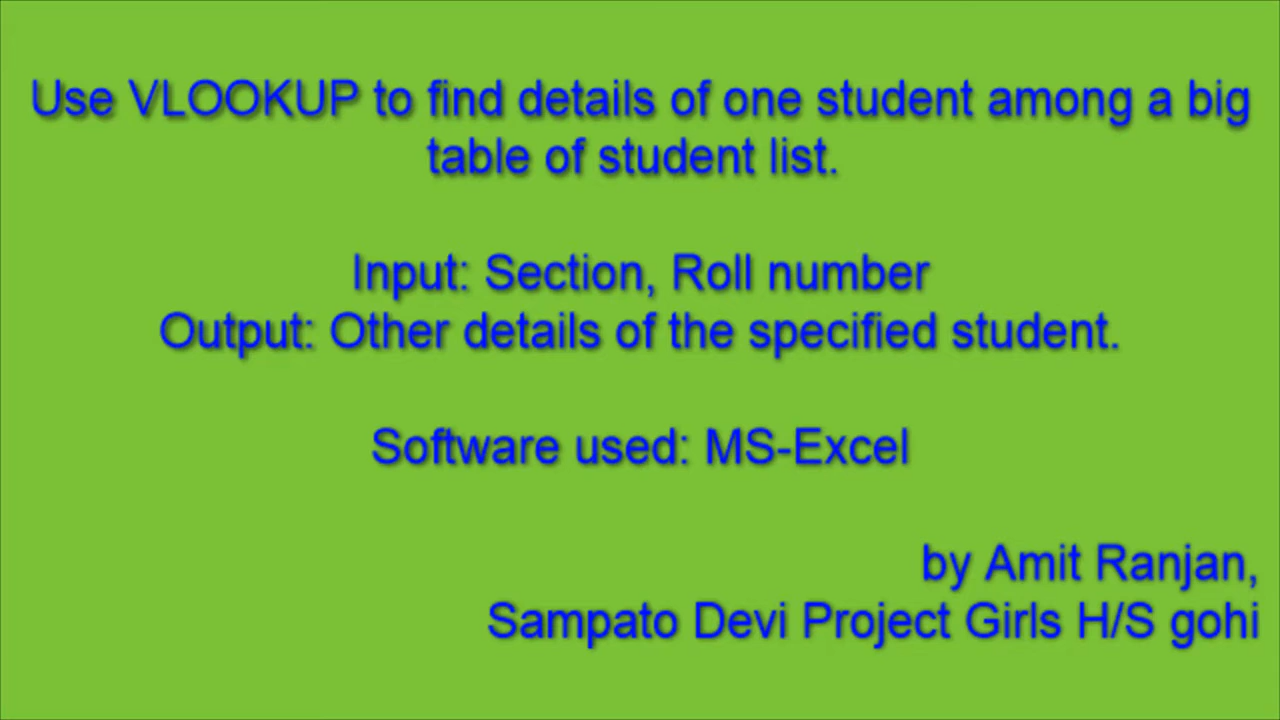 Use VLOOKUP to find details of one student among a big
table of student list.
Input: Section, Roll number
Output: Other details of the specified student.
Software used: MS-Excel
by Amit Ranjan,
Sampato Devi Project Girls H/S gohi